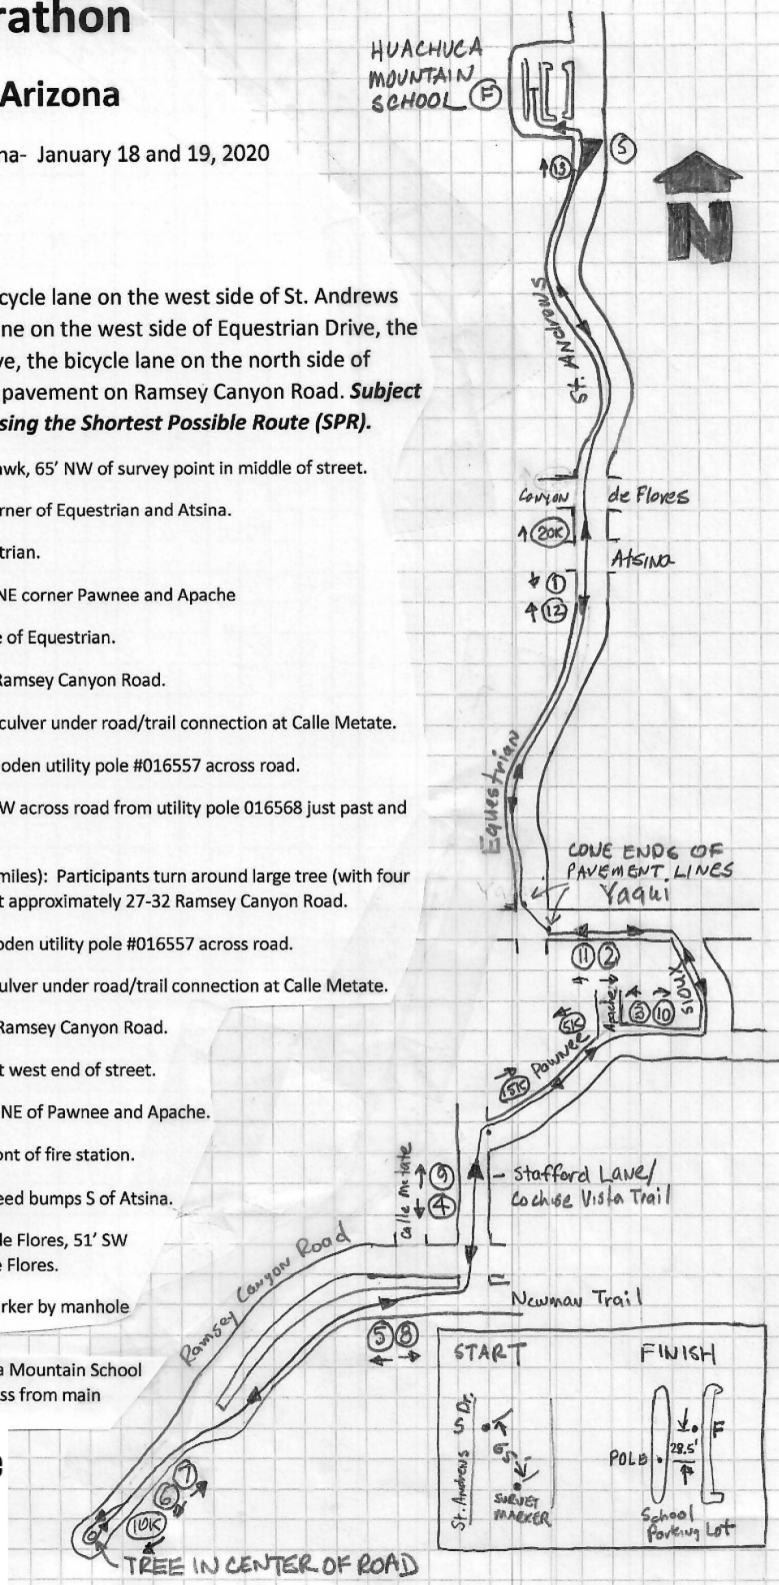 rathon
Arizona
na- January 18 and 19, 2020
cycle lane on the west side of St. Andrews
ne on the west side of Equestrian Drive, the
ve, the bicycle lane on the north side of
pavement on Ramsey Canyon Road. Subject
sing the Shortest Possible Route (SPR).
awk, 65' NW of survey point in middle of street.
rner of Equestrian and Atsina.
trian.
NE corner Pawnee and Apache
e of Equestrian.
Ramsey Canyon Road.
culver under road/trail connection at Calle Metate.
oden utility pole #016557 across road.
W across road from utility pole 016568 just past and
miles): Participants turn around large tree (with four
t approximately 27-32 Ramsey Canyon Road.
oden utility pole #016557 across road.
ulver under road/trail connection at Calle Metate.
Ramsey Canyon Road.
t west end of street.
NE of Pawnee and Apache.
ont of fire station.
eed bumps S of Atsina.
de Flores, 51' SW
e Flores.
rker by manhole
a Mountain School
ss from main
e
HUACHUCA
MOUNTAIN
SCHOOL F
S
13
N
St. Andrews
Canyon de Flores
20K
Atsina
1
12
Equestrian
CONE ENDS OF
PAVEMENT LINES
Yaqui
11 2
Sioux
Apache
3 10
5K
Pawnee
15K
Calle Metate
9
4
Stafford Lane/
Cochise Vista Trail
Ramsey Canyon Road
Newman Trail
5 8
7
6
10K
TREE IN CENTER OF ROAD
START
St. Andrews Dr.
S
65'
SURVEY
MARKER
FINISH
POLE
28.5'
F
School
Parking Lot